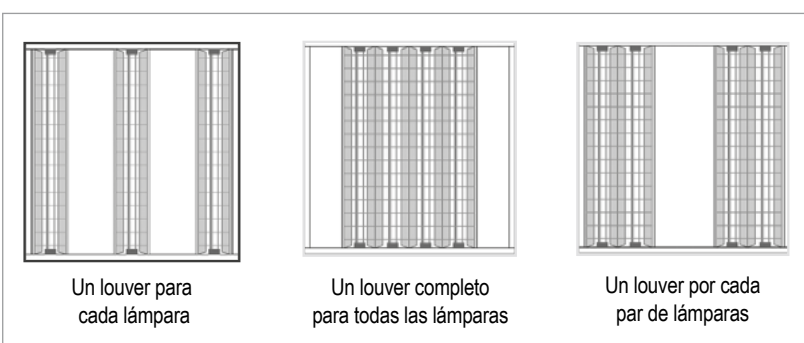 Un louver para
cada lámpara
Un louver completo
para todas las lámparas
Un louver por cada
par de lámparas